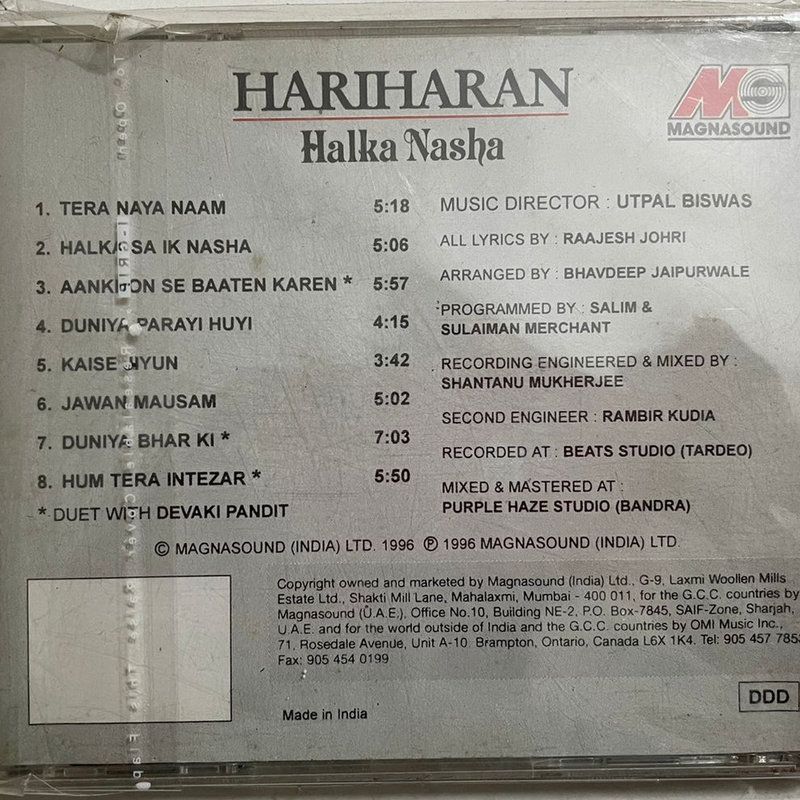 HARIHARAN
Halka Nasha
MAGNASOUND
1. TERA NAYA NAAM 5:18
2. HALKA SA IK NASHA 5:06
3. AANKHON SE BAATEN KAREN * 5:57
4. DUNIYA PARAYI HUYI 4:15
5. KAISE JIYUN 3:42
6. JAWAN MAUSAM 5:02
7. DUNIYA BHAR KI * 7:03
8. HUM TERA INTEZAR * 5:50
* DUET WITH DEVAKI PANDIT
MUSIC DIRECTOR : UTPAL BISWAS
ALL LYRICS BY : RAAJESH JOHRI
ARRANGED BY : BHAVDEEP JAIPURWALE
PROGRAMMED BY : SALIM &
SULAIMAN MERCHANT
RECORDING ENGINEERED & MIXED BY :
SHANTANU MUKHERJEE
SECOND ENGINEER : RAMBIR KUDIA
RECORDED AT : BEATS STUDIO (TARDEO)
MIXED & MASTERED AT :
PURPLE HAZE STUDIO (BANDRA)
© MAGNASOUND (INDIA) LTD. 1996 ℗ 1996 MAGNASOUND (INDIA) LTD.
Copyright owned and marketed by Magnasound (India) Ltd., G-9, Laxmi Woollen Mills
Estate Ltd., Shakti Mill Lane, Mahalaxmi, Mumbai - 400 011, for the G.C.C. countries by
Magnasound (U.A.E.), Office No.10, Building NE-2, P.O. Box-7845, SAIF-Zone, Sharjah,
U.A.E. and for the world outside of India and the G.C.C. countries by OMI Music Inc.,
71, Rosedale Avenue, Unit A-10 Brampton, Ontario, Canada L6X 1K4. Tel: 905 457 785
Fax: 905 454 0199
Made in India
DDD